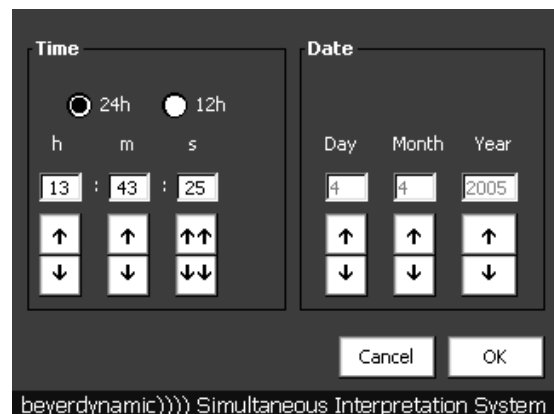 Time
Date
24h 12h
h m s
Day Month Year
13 : 43 : 25
4 4 2005
Cancel OK
beyerdynamic)))) Simultaneous Interpretation System